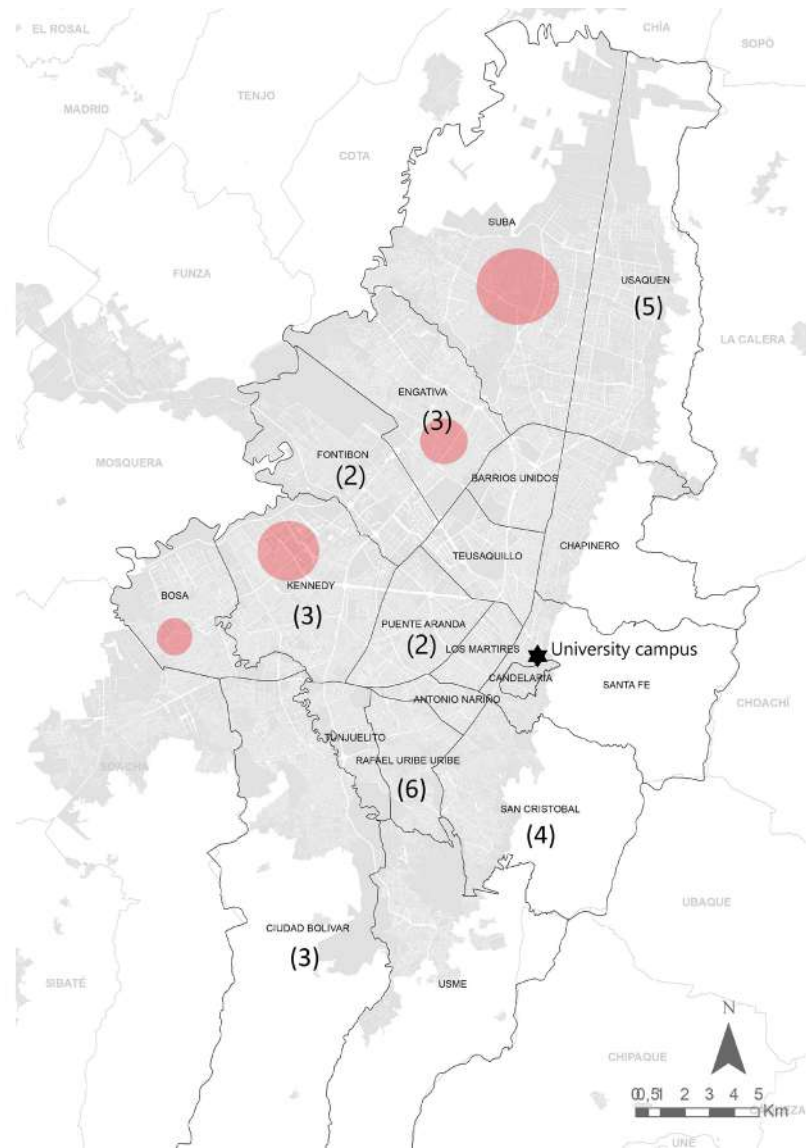 EL ROSAL
CHÍA
SOPÓ
MADRID
TENJO
COTA
SUBA
FUNZA
USAQUEN
(5)
LA CALERA
ENGATIVA
(3)
MOSQUERA
FONTIBON
(2)
BARRIOS UNIDOS
TEUSAQUILLO
CHAPINERO
KENNEDY
(3)
BOSA
PUENTE ARANDA
(2)
LOS MARTIRES
University campus
CANDELARIA
SANTA FE
ANTONIO NARIÑO
CHOACHÍ
TUNJUELITO
SOACHA
RAFAEL URIBE URIBE
(6)
SAN CRISTOBAL
(4)
UBAQUE
CIUDAD BOLIVAR
(3)
SIBATÉ
USME
N
CHIPAQUE
0 0,5 1 2 3 4 5
Km
UNE